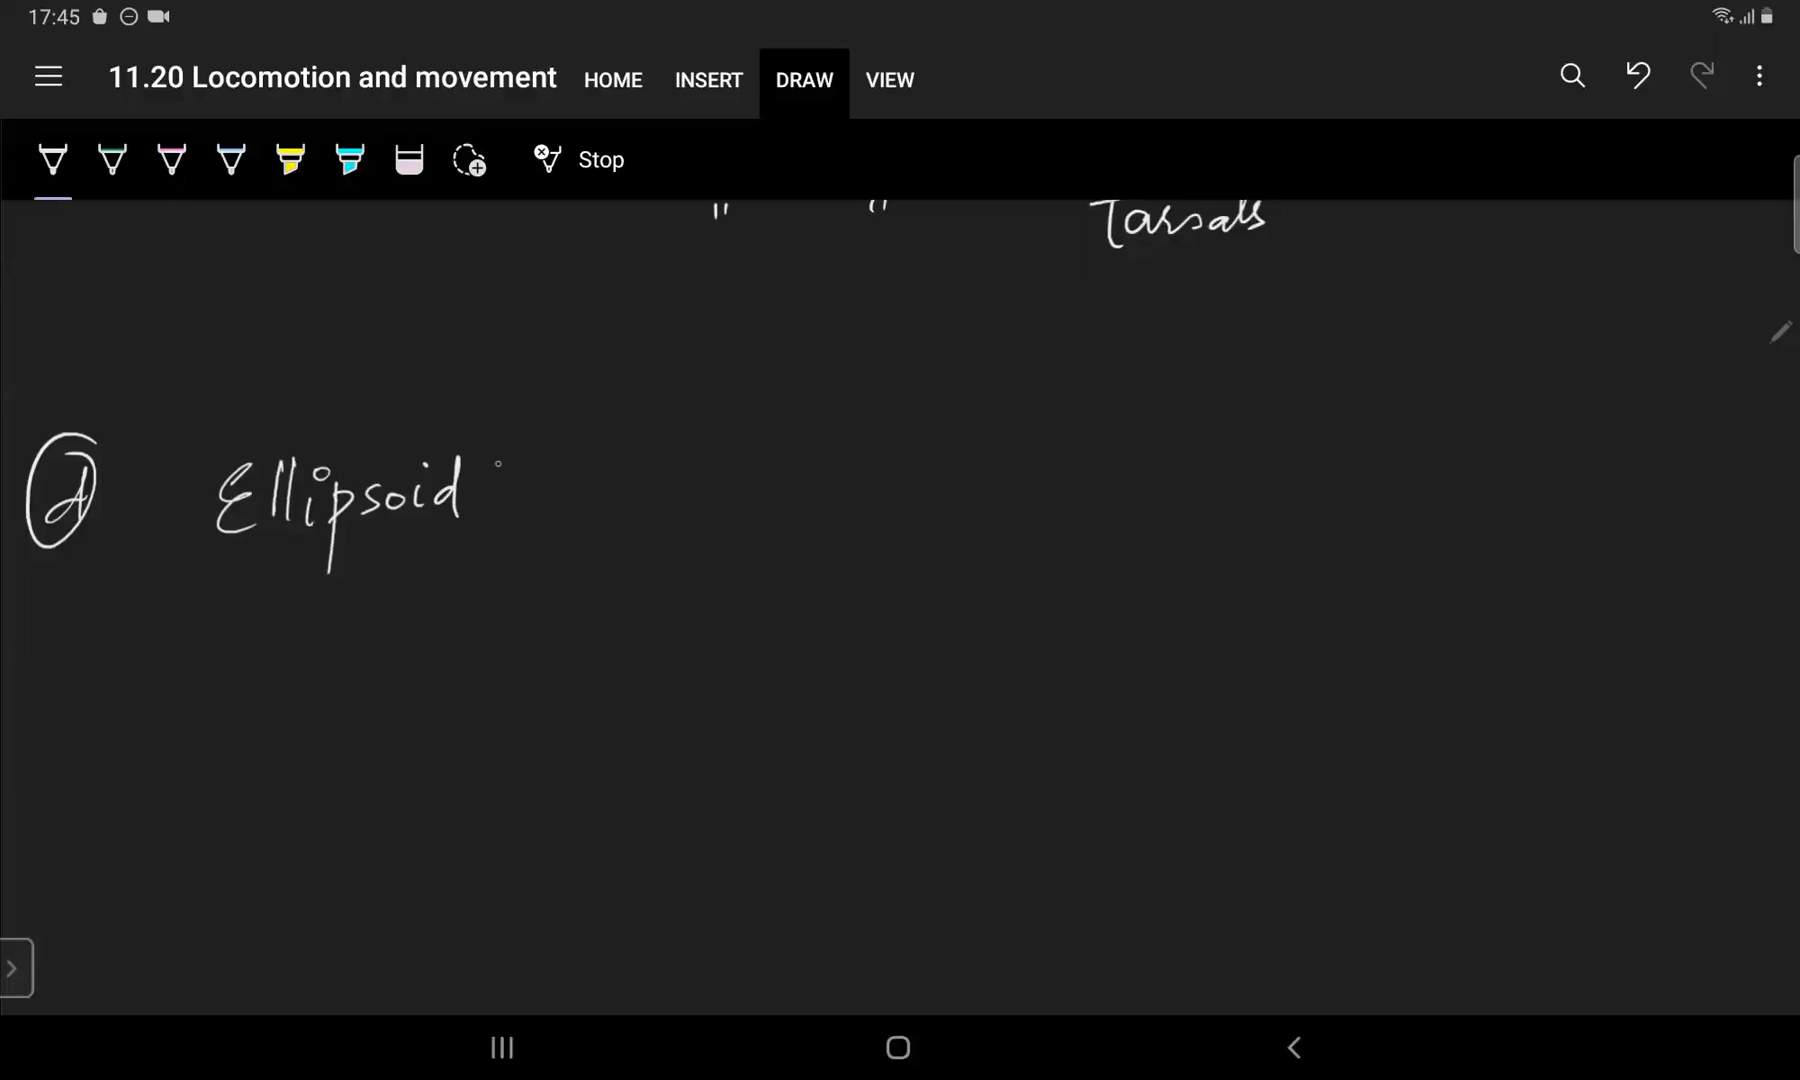 17:45
11.20 Locomotion and movement HOME INSERT DRAW VIEW
Stop
" " Tarsals
d Ellipsoid